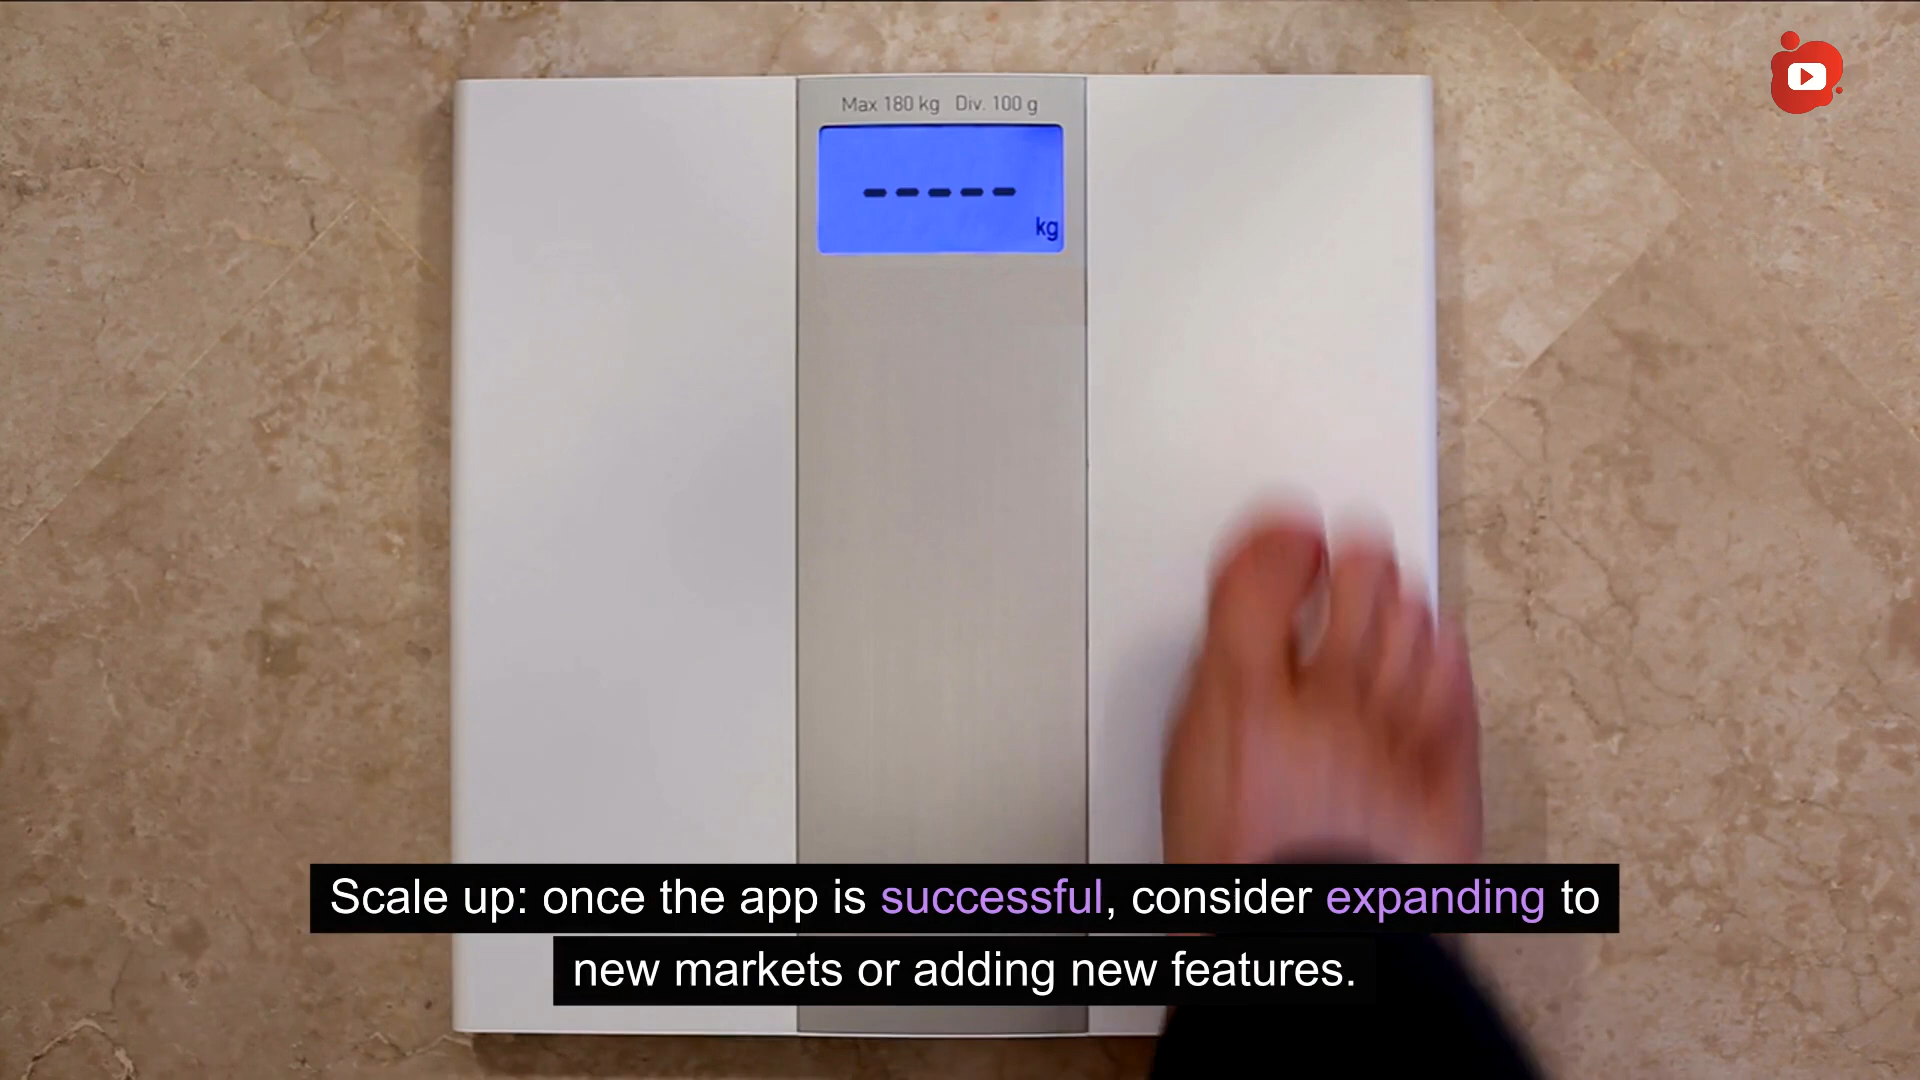 Max 180 kg Div. 100 g
-----
kg
Scale up: once the app is successful, consider expanding to
new markets or adding new features.